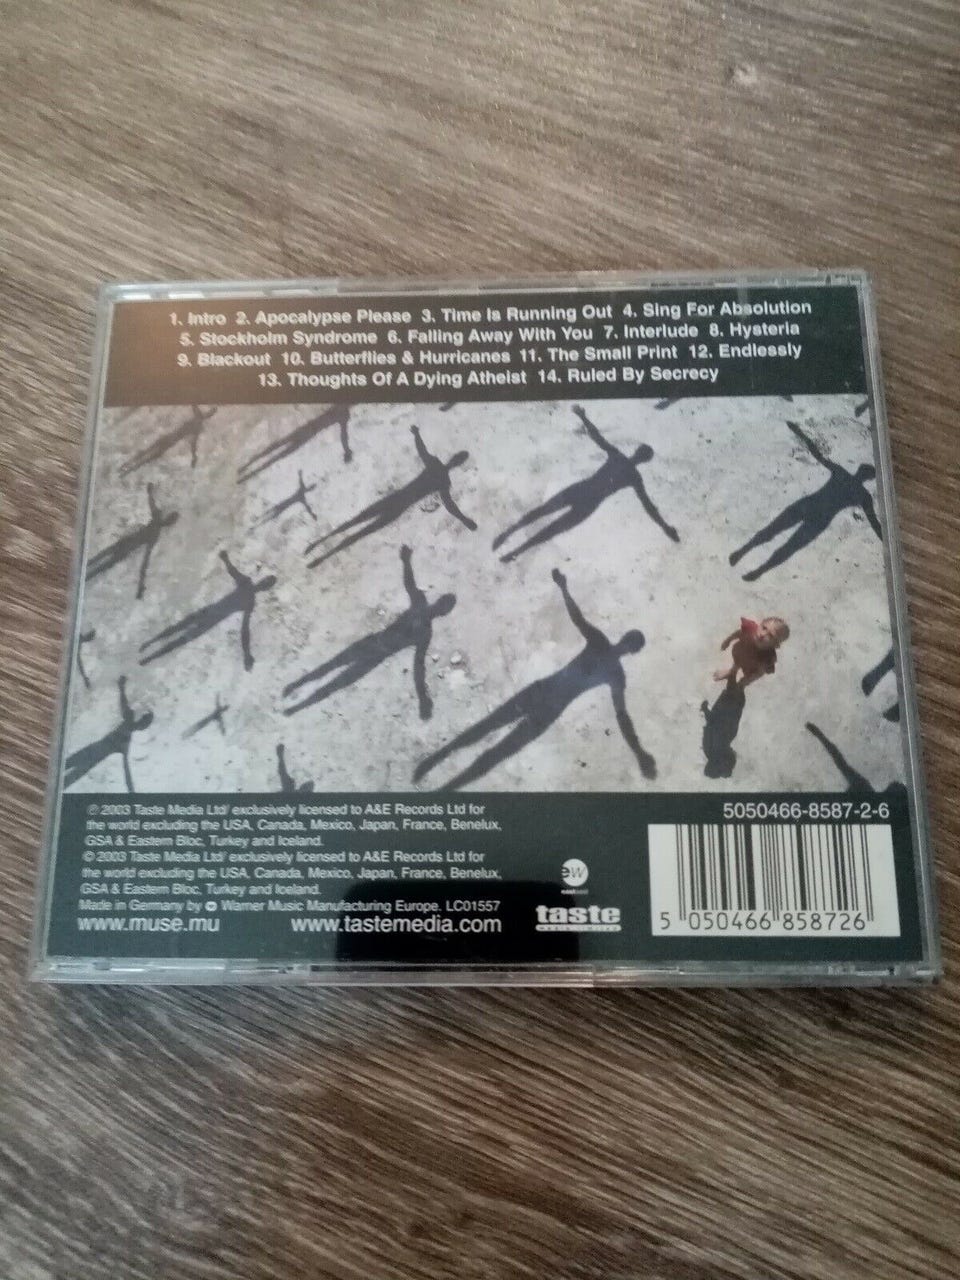 1. Intro 2. Apocalypse Please 3. Time Is Running Out 4. Sing For Absolution
5. Stockholm Syndrome 6. Falling Away With You 7. Interlude 8. Hysteria
9. Blackout 10. Butterflies & Hurricanes 11. The Small Print 12. Endlessly
13. Thoughts Of A Dying Atheist 14. Ruled By Secrecy
℗ 2003 Taste Media Ltd/ exclusively licensed to A&E Records Ltd for
the world excluding the USA, Canada, Mexico, Japan, France, Benelux,
GSA & Eastern Bloc, Turkey and Iceland.
© 2003 Taste Media Ltd/ exclusively licensed to A&E Records Ltd for
the world excluding the USA, Canada, Mexico, Japan, France, Benelux,
GSA & Eastern Bloc, Turkey and Iceland.
Made in Germany by Warner Music Manufacturing Europe. LC01557
www.muse.mu www.tastemedia.com
ew
eastwest
taste
media limited
5050466-8587-2-6
5 050466 858726